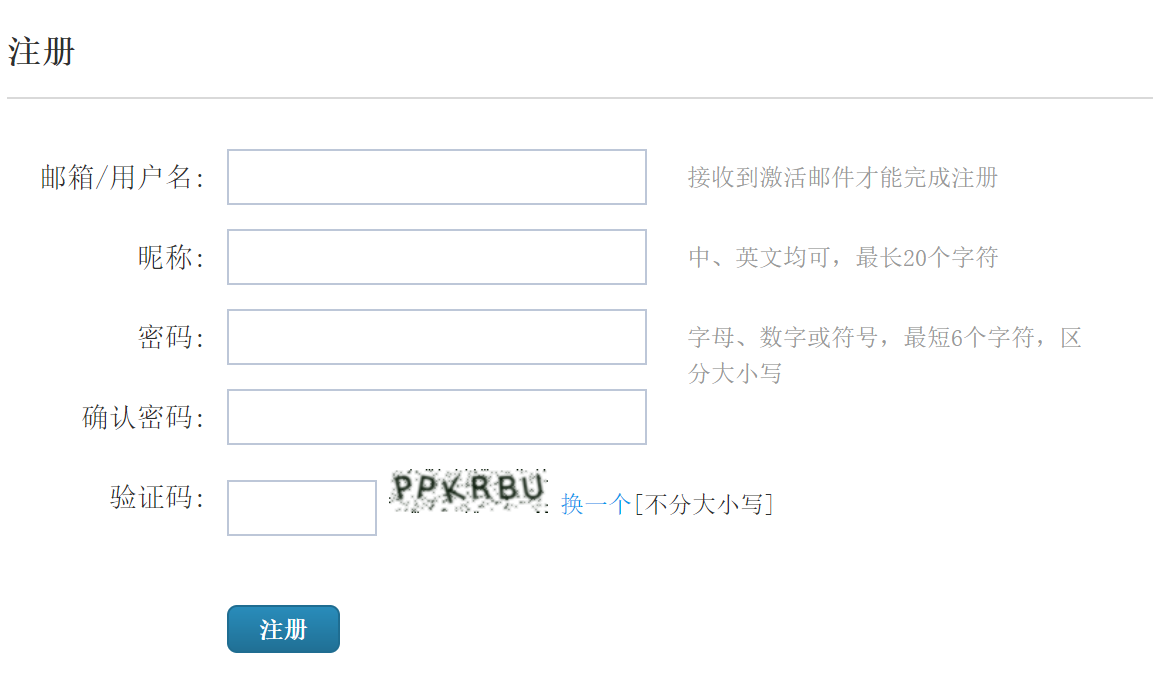 注册
邮箱/用户名:
接收到激活邮件才能完成注册
昵称:
中、英文均可，最长20个字符
密码:
字母、数字或符号，最短6个字符，区
分大小写
确认密码:
验证码:
PPKRBU
换一个[不分大小写]
注册